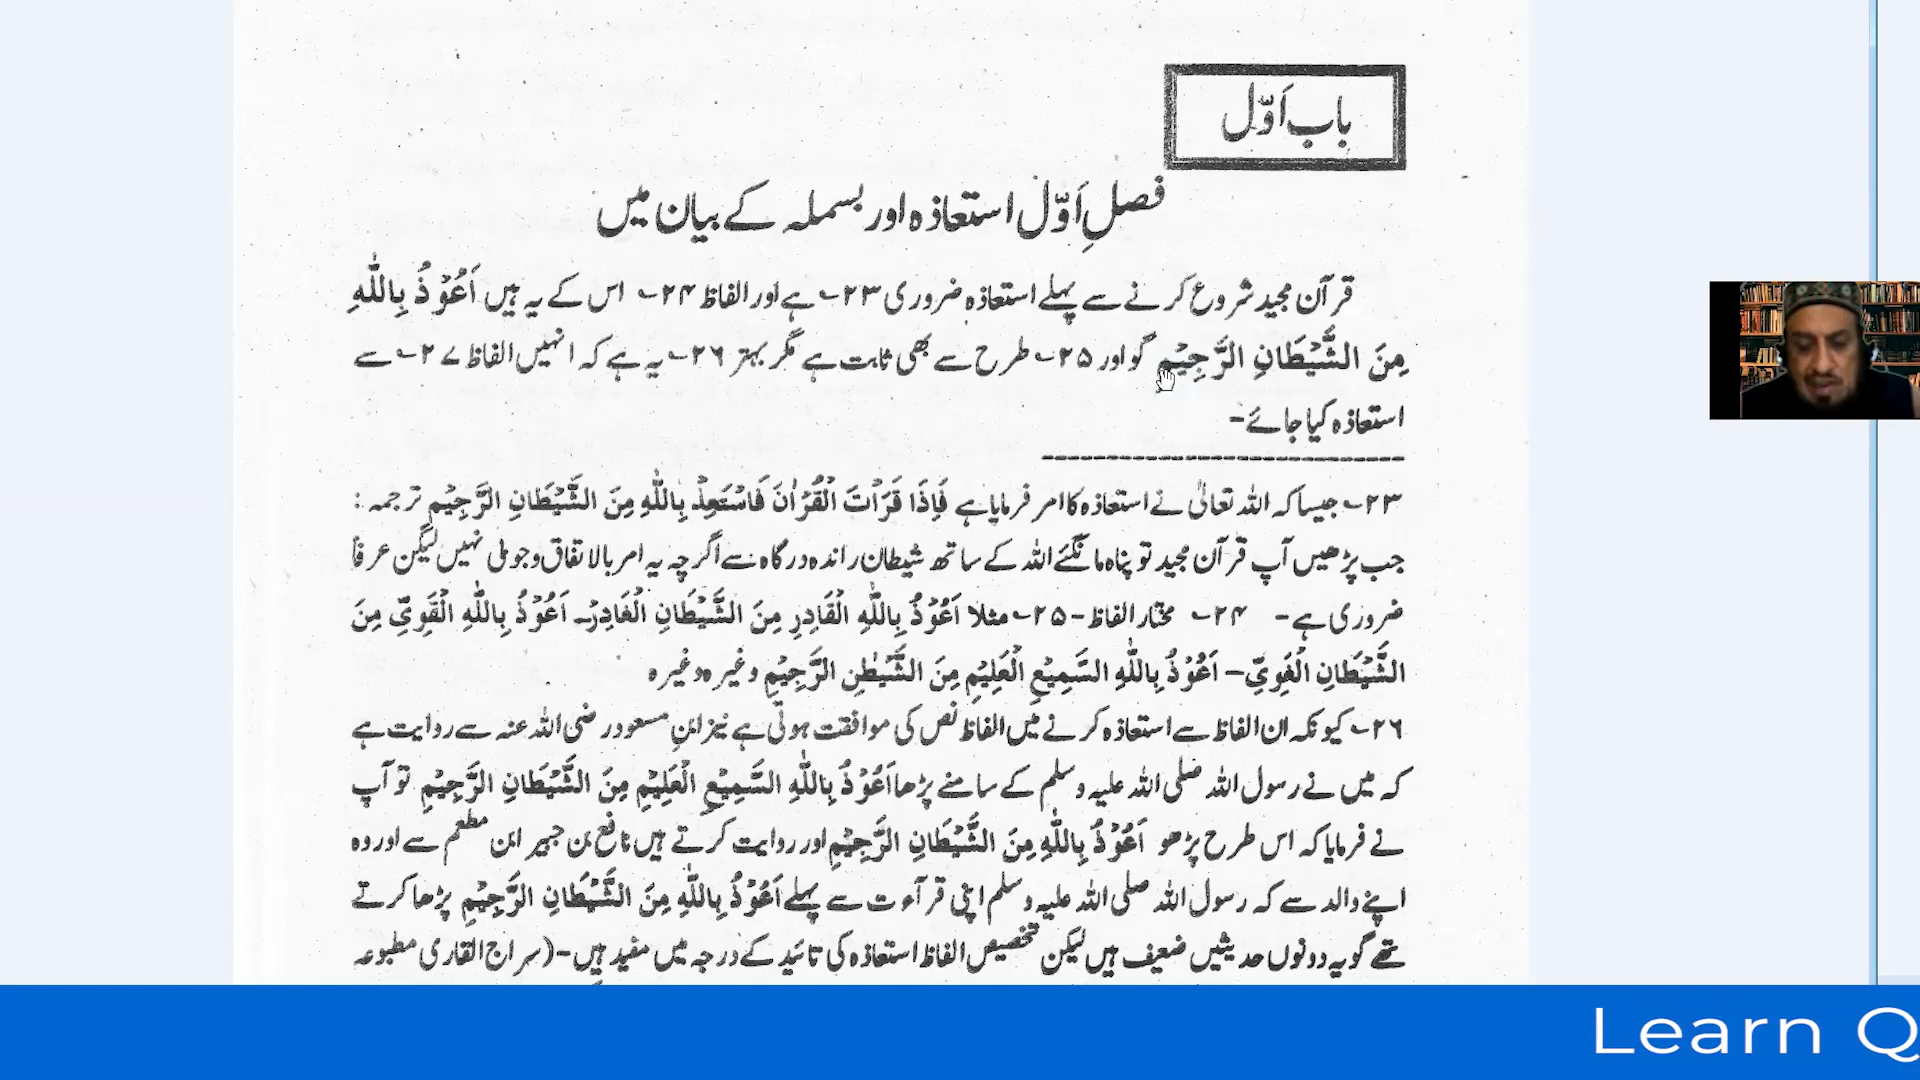 باب اَوّل
فصلِ اَوّل استعاذہ اور بسملہ کے بیان میں
قرآن مجید شروع کرنے سے پہلے استعاذہ ضروری ۲۳؎ ہے اور الفاظ ۲۴؎ اس کے یہ ہیں اَعُوْذُ بِاللّٰهِ
مِنَ الشَّيْطَانِ الرَّجِيْمِ گو اور ۲۵؎ طرح سے بھی ثابت ہے مگر بہتر ۲۶؎ یہ ہے کہ انہیں الفاظ ۲۷؎ سے
استعاذہ کیا جائے-
۲۳؎ جیسا کہ اللہ تعالیٰ نے استعاذہ کا امر فرمایا ہے فَاِذَا قَرَاْتَ الْقُرْاٰنَ فَاسْتَعِذْ بِاللّٰهِ مِنَ الشَّيْطَانِ الرَّجِيْمِ ترجمہ :
جب پڑھیں آپ قرآن مجید تو پناہ مانگئے اللہ کے ساتھ شیطان راندہ درگاہ سے اگرچہ یہ امر بالاتفاق وجوبی نہیں لیکن عرفاً
ضروری ہے- ۲۴؎ مختار الفاظ- ۲۵؎ مثلا اَعُوْذُ بِاللّٰهِ الْقَادِرِ مِنَ الشَّيْطَانِ الْغَادِرِ- اَعُوْذُ بِاللّٰهِ الْقَوِيِّ مِنَ
الشَّيْطَانِ الْغَوِيِّ- اَعُوْذُ بِاللّٰهِ السَّمِيْعِ الْعَلِيْمِ مِنَ الشَّيْطٰنِ الرَّجِيْمِ وغیرہ وغیرہ
۲۶؎ کیونکہ ان الفاظ سے استعاذہ کرنے میں الفاظ نص کی موافقت ہوتی ہے نیز ابنِ مسعود رضی اللہ عنہ سے روایت ہے
کہ میں نے رسول اللہ صلی اللہ علیہ وسلم کے سامنے پڑھا اَعُوْذُ بِاللّٰهِ السَّمِيْعِ الْعَلِيْمِ مِنَ الشَّيْطَانِ الرَّجِيْمِ تو آپ
نے فرمایا کہ اس طرح پڑھو اَعُوْذُ بِاللّٰهِ مِنَ الشَّيْطَانِ الرَّجِيْمِ اور روایت کرتے ہیں نافع بن جبیر ابن مطعم سے اور وہ
اپنے والد سے کہ رسول اللہ صلی اللہ علیہ وسلم اپنی قرآءت سے پہلے اَعُوْذُ بِاللّٰهِ مِنَ الشَّيْطَانِ الرَّجِيْمِ پڑھا کرتے
تھے گو یہ دونوں حدیثیں ضعیف ہیں لیکن تخصیص الفاظ استعاذہ کی تائید کے درجہ میں مفید ہیں-(سراج القاری مطبوعہ
Learn Q